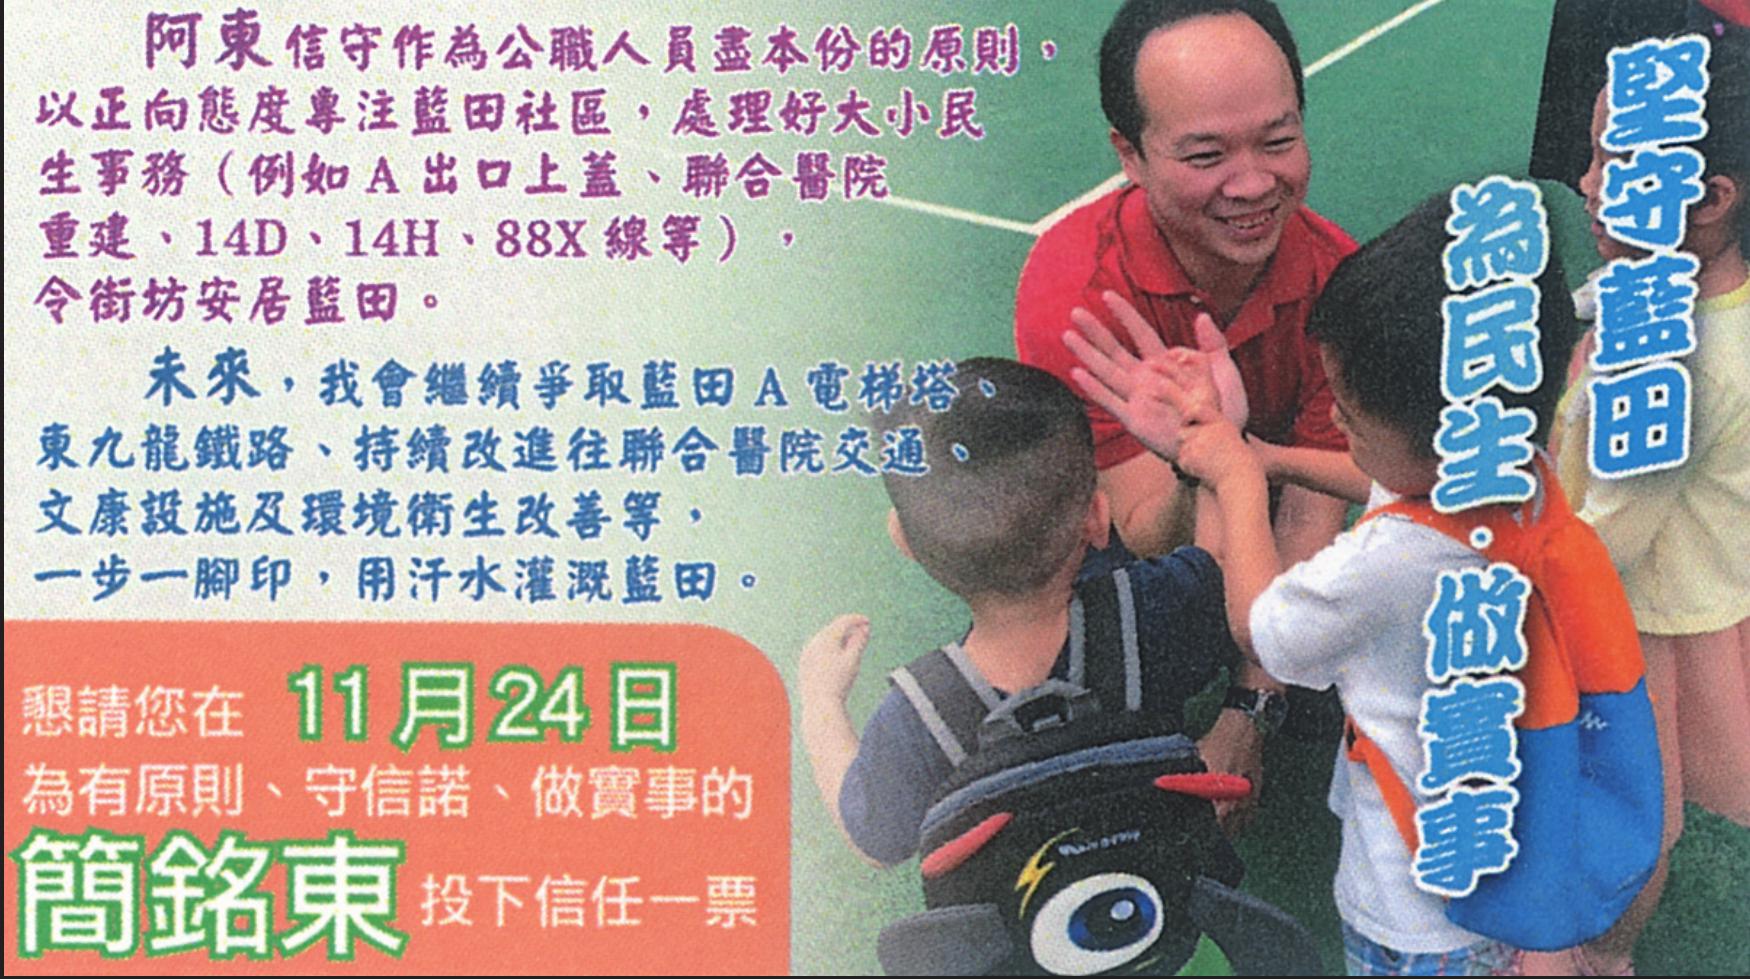 阿東信守作為公職人員盡本份的原則，
以正向態度專注藍田社區，處理好大小民
生事務（例如 A 出口上蓋、聯合醫院
重建、14D、14H、88X 線等），
令街坊安居藍田。
未來，我會繼續爭取藍田 A 電梯塔、
東九龍鐵路、持續改進往聯合醫院交通、
文康設施及環境衛生改善等，
一步一腳印，用汗水灌溉藍田。
懇請您在 11月24日
為有原則、守信諾、做實事的
簡銘東 投下信任一票
堅守藍田
為民生·做實事